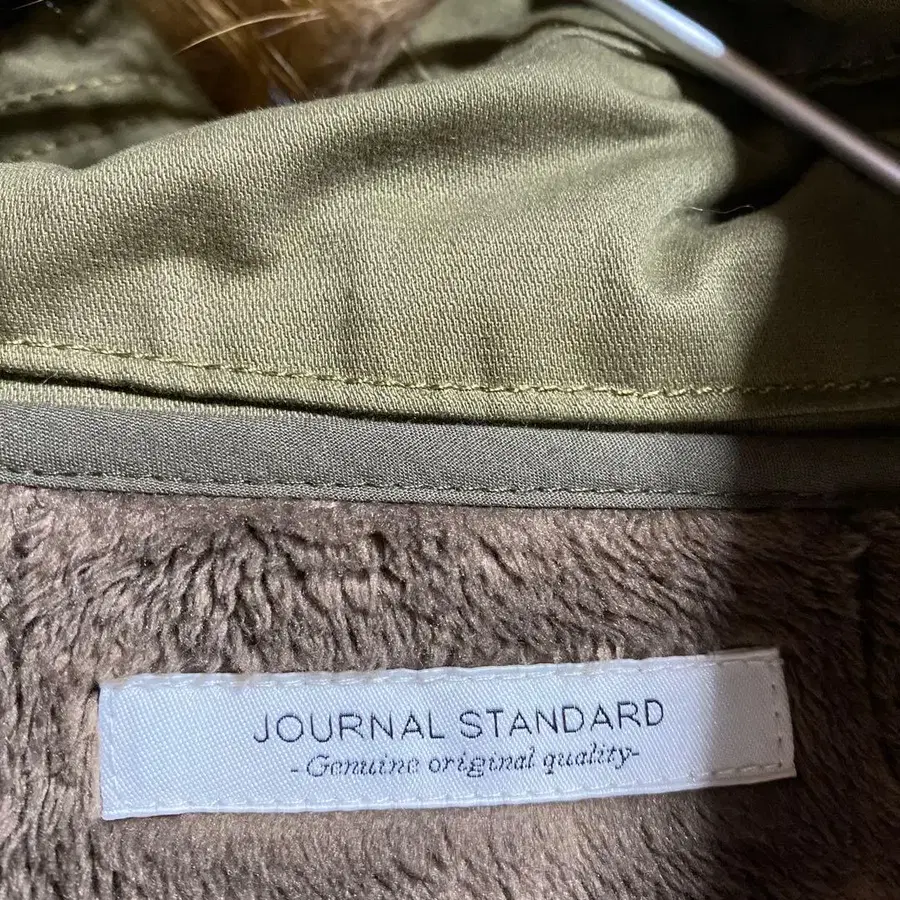 JOURNAL STANDARD
-Genuine original quality-